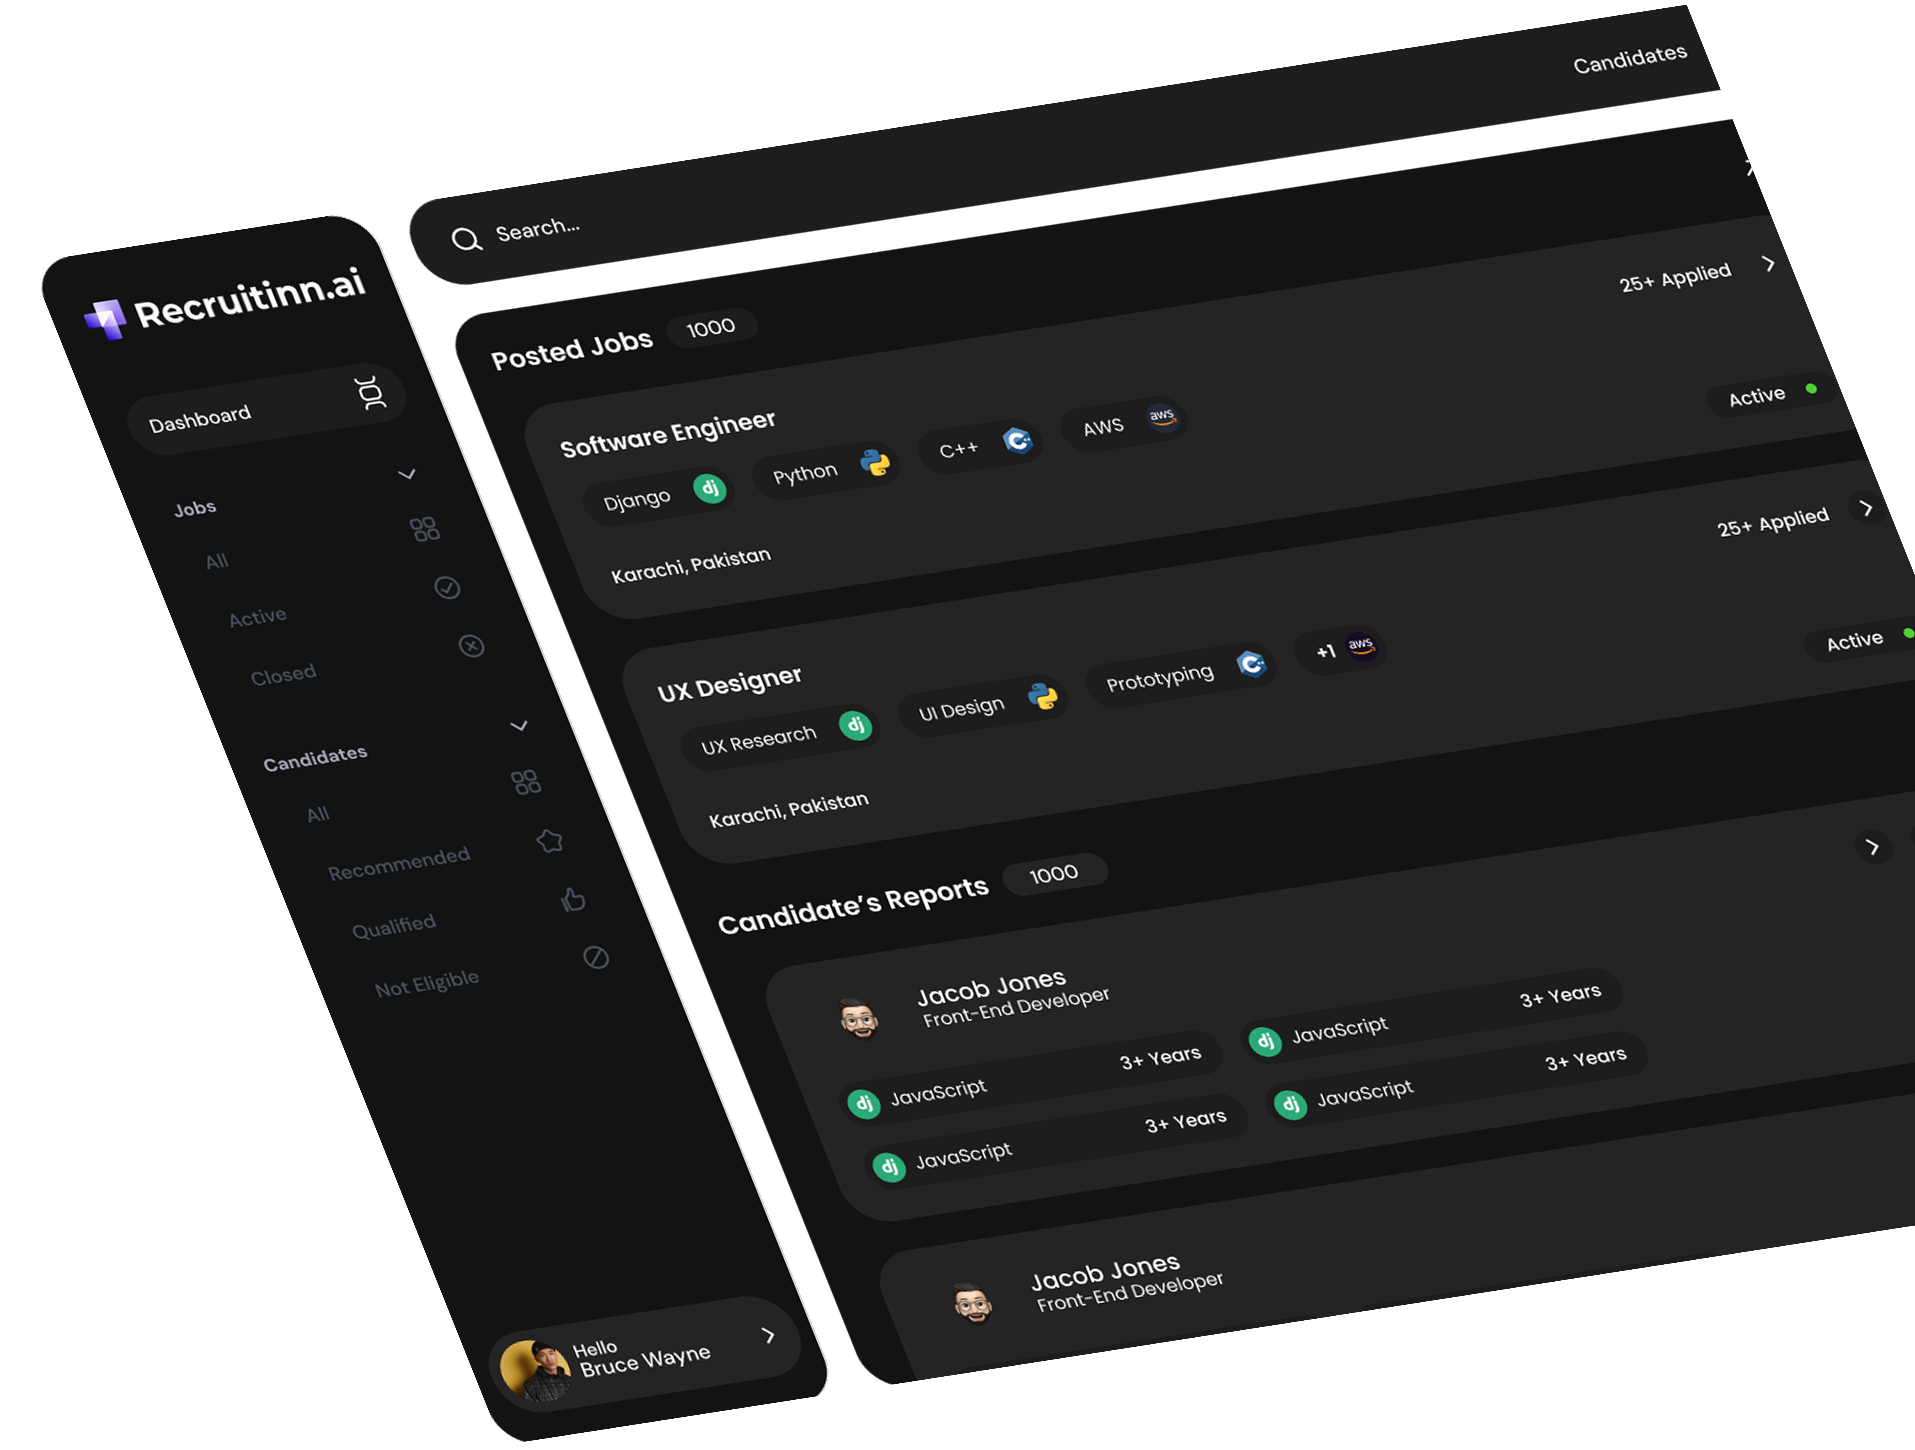 Recruitinn.ai
Dashboard
Jobs
All
Active
Closed
Candidates
All
Recommended
Qualified
Not Eligible
Hello
Bruce Wayne
Search...
Candidates
Posted Jobs 1000
Software Engineer
25+ Applied
Django dj
Python
C++ C++
AWS aws
Active
Karachi, Pakistan
UX Designer
25+ Applied
UX Research dj
UI Design
Prototyping C++
+1 aws
Active
Karachi, Pakistan
Candidate's Reports 1000
Jacob Jones
Front-End Developer
dj JavaScript 3+ Years
dj JavaScript 3+ Years
dj JavaScript 3+ Years
dj JavaScript 3+ Years
Jacob Jones
Front-End Developer